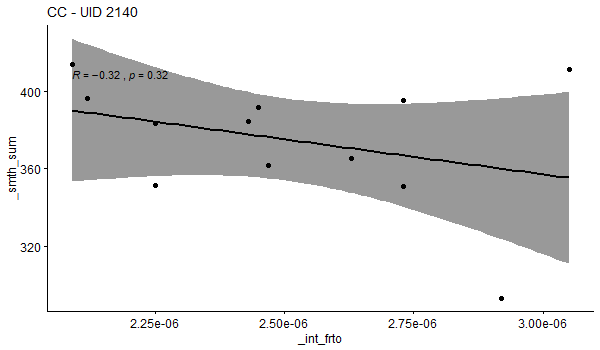 CC - UID 2140
R = −0.32 , p = 0.32
400
360
320
_smth_sum
2.25e-06 2.50e-06 2.75e-06 3.00e-06
_int_frto